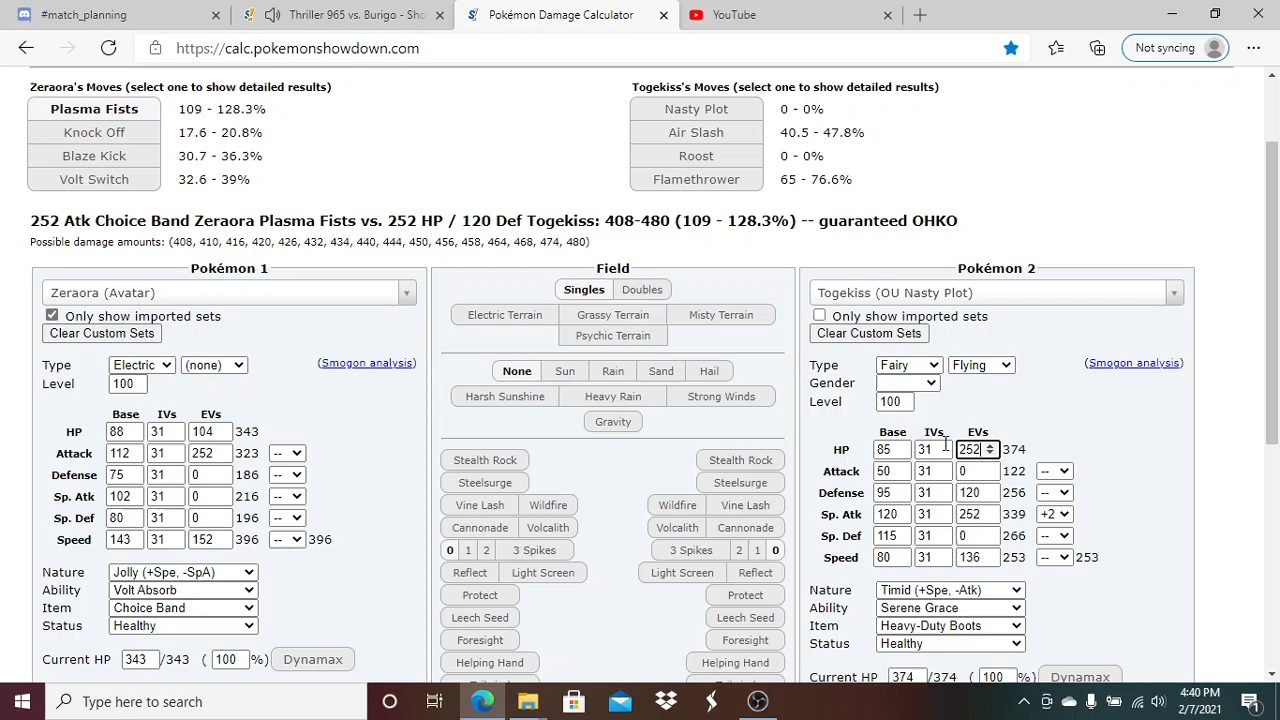 #match_planning
Thriller 965 vs. Burigo - Sho
Pokémon Damage Calculator
YouTube
https://calc.pokemonshowdown.com
Not syncing
Zeraora's Moves (select one to show detailed results)
Togekiss's Moves (select one to show detailed results)
Plasma Fists 109 - 128.3%
Nasty Plot 0 - 0%
Knock Off 17.6 - 20.8%
Air Slash 40.5 - 47.8%
Blaze Kick 30.7 - 36.3%
Roost 0 - 0%
Volt Switch 32.6 - 39%
Flamethrower 65 - 76.6%
252 Atk Choice Band Zeraora Plasma Fists vs. 252 HP / 120 Def Togekiss: 408-480 (109 - 128.3%) -- guaranteed OHKO
Possible damage amounts: (408, 410, 416, 420, 426, 432, 434, 440, 444, 450, 456, 458, 464, 468, 474, 480)
Pokémon 1
Zeraora (Avatar)
Only show imported sets
Clear Custom Sets
Type Electric (none) (Smogon analysis)
Level 100
Base IVs EVs
HP 88 31 104 343
Attack 112 31 252 323 --
Defense 75 31 0 186 --
Sp. Atk 102 31 0 216 --
Sp. Def 80 31 0 196 --
Speed 143 31 152 396 -- 396
Nature Jolly (+Spe, -SpA)
Ability Volt Absorb
Item Choice Band
Status Healthy
Current HP 343 /343 ( 100 %) Dynamax
Field
Singles Doubles
Electric Terrain Grassy Terrain Misty Terrain
Psychic Terrain
None Sun Rain Sand Hail
Harsh Sunshine Heavy Rain Strong Winds
Gravity
Stealth Rock Stealth Rock
Steelsurge Steelsurge
Vine Lash Wildfire Wildfire Vine Lash
Cannonade Volcalith Volcalith Cannonade
0 1 2 3 Spikes 3 Spikes 2 1 0
Reflect Light Screen Light Screen Reflect
Protect Protect
Leech Seed Leech Seed
Foresight Foresight
Helping Hand Helping Hand
Pokémon 2
Togekiss (OU Nasty Plot)
Only show imported sets
Clear Custom Sets
Type Fairy Flying (Smogon analysis)
Gender
Level 100
Base IVs EVs
HP 85 31 252 374
Attack 50 31 0 122 --
Defense 95 31 120 256 --
Sp. Atk 120 31 252 339 +2
Sp. Def 115 31 0 266 --
Speed 80 31 136 253 -- 253
Nature Timid (+Spe, -Atk)
Ability Serene Grace
Item Heavy-Duty Boots
Status Healthy
Current HP 374 /374 ( 100 %) Dynamax
Type here to search
4:40 PM
2/7/2021
1